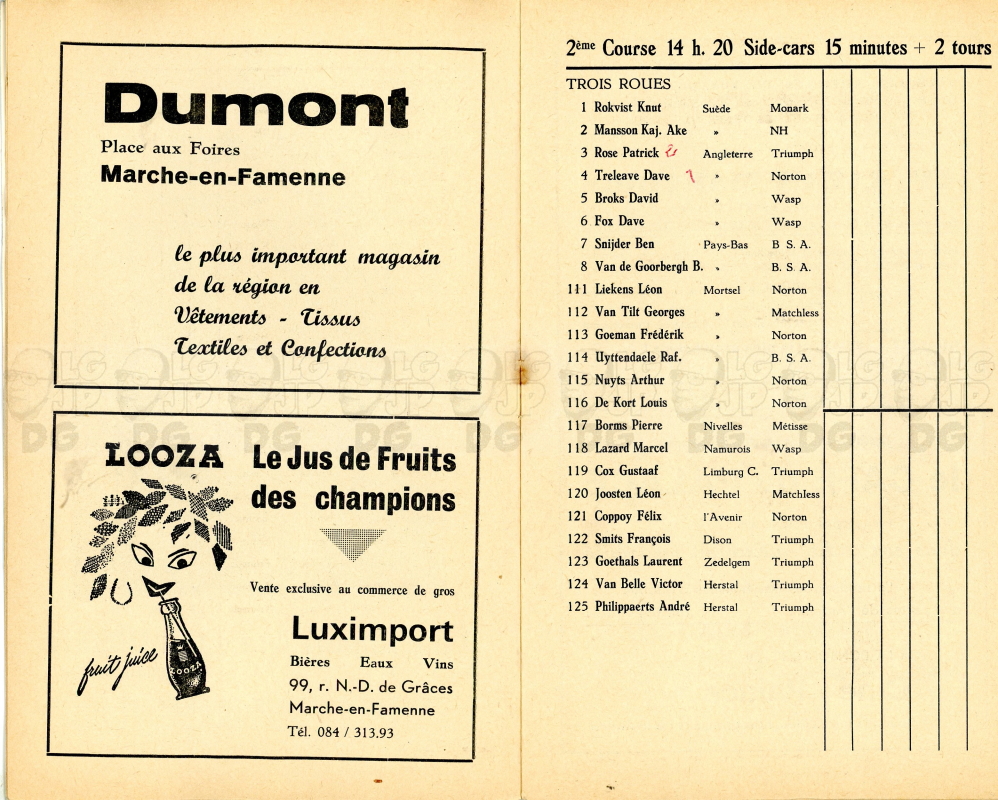 Dumont
Place aux Foires
Marche-en-Famenne
le plus important magasin
de la région en
Vêtements - Tissus
Textiles et Confections
LOOZA Le Jus de Fruits
des champions
Vente exclusive au commerce de gros
Luximport
fruit juice
LOOZA
Bières Eaux Vins
99, r. N.-D. de Grâces
Marche-en-Famenne
Tél. 084 / 313.93
2ème Course 14 h. 20 Side-cars 15 minutes + 2 tours
TROIS ROUES
1 Rokvist Knut Suède Monark
2 Mansson Kaj. Ake » NH
3 Rose Patrick Angleterre Triumph
4 Treleave Dave » Norton
5 Broks David » Wasp
6 Fox Dave » Wasp
7 Snijder Ben Pays-Bas B S. A.
8 Van de Goorbergh B. » B. S. A.
111 Liekens Léon Mortsel Norton
112 Van Tilt Georges » Matchless
113 Goeman Frédérik » Norton
114 Uyttendaele Raf. » B. S. A.
115 Nuyts Arthur » Norton
116 De Kort Louis » Norton
117 Borms Pierre Nivelles Métisse
118 Lazard Marcel Namurois Wasp
119 Cox Gustaaf Limburg C. Triumph
120 Joosten Léon Hechtel Matchless
121 Coppoy Félix l'Avenir Norton
122 Smits François Dison Triumph
123 Goethals Laurent Zedelgem Triumph
124 Van Belle Victor Herstal Triumph
125 Philippaerts André Herstal Triumph
LG JP DG